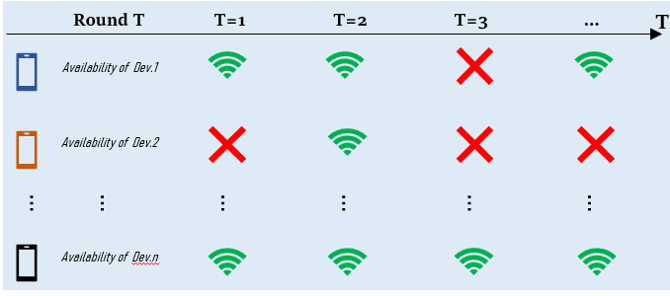 Round T T=1 T=2 T=3 ... T
Availability of Dev.1
Availability of Dev.2
Availability of Dev.n